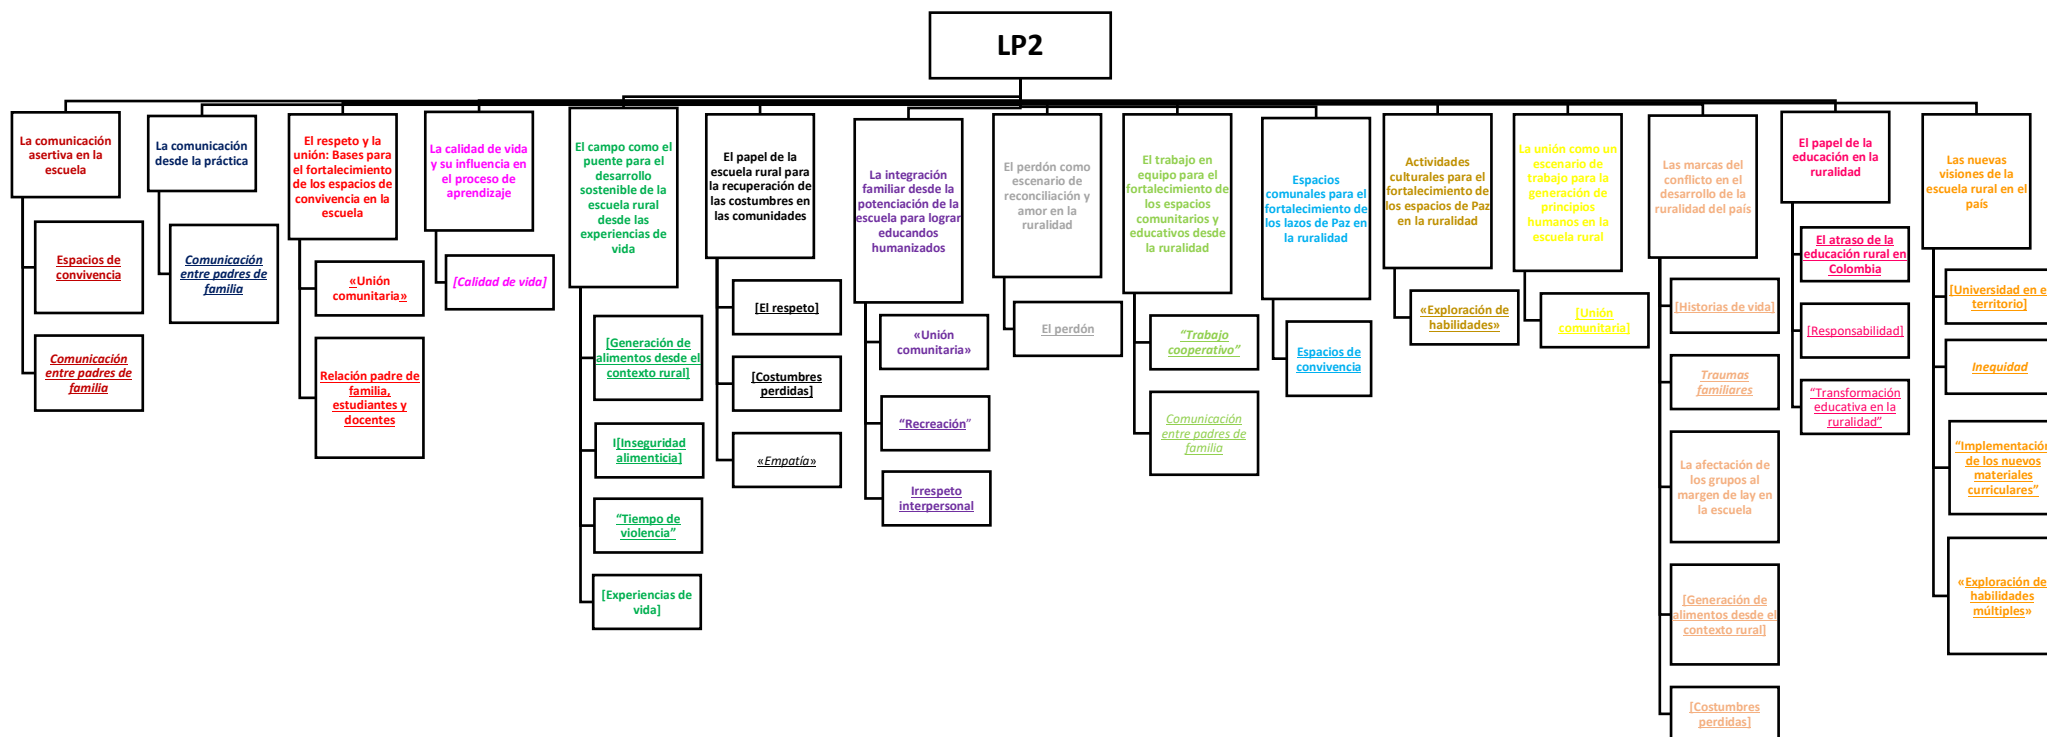 LP2
La comunicación
asertiva en la
escuela
Espacios de
convivencia
Comunicación
entre padres de
familia
La comunicación
desde la práctica
Comunicación
entre padres de
familia
El respeto y la
unión: Bases para
el fortalecimiento
de los espacios de
convivencia en la
escuela
«Unión
comunitaria»
Relación padre de
familia,
estudiantes y
docentes
La calidad de vida
y su influencia en
el proceso de
aprendizaje
[Calidad de vida]
El campo como el
puente para el
desarrollo
sostenible de la
escuela rural
desde las
experiencias de
vida
[Generación de
alimentos desde el
contexto rural]
I[Inseguridad
alimenticia]
“Tiempo de
violencia”
[Experiencias de
vida]
El papel de la
escuela rural para
la recuperación de
las costumbres en
las comunidades
[El respeto]
[Costumbres
perdidas]
«Empatía»
La integración
familiar desde la
potenciación de la
escuela para lograr
educandos
humanizados
«Unión
comunitaria»
“Recreación”
Irrespeto
interpersonal
El perdón como
escenario de
reconciliación y
amor en la
ruralidad
El perdón
El trabajo en
equipo para el
fortalecimiento de
los espacios
comunitarios y
educativos desde
la ruralidad
“Trabajo
cooperativo”
Comunicación
entre padres de
familia
Espacios
comunales para el
fortalecimiento de
los lazos de Paz en
la ruralidad
Espacios de
convivencia
Actividades
culturales para el
fortalecimiento de
los espacios de Paz
en la ruralidad
«Exploración de
habilidades»
La unión como un
escenario de
trabajo para la
generación de
principios
humanos en la
escuela rural
[Unión
comunitaria]
Las marcas del
conflicto en el
desarrollo de la
ruralidad del país
[Historias de vida]
Traumas
familiares
La afectación de
los grupos al
margen de lay en
la escuela
[Generación de
alimentos desde el
contexto rural]
[Costumbres
perdidas]
El papel de la
educación en la
ruralidad
El atraso de la
educación rural en
Colombia
[Responsabilidad]
“Transformación
educativa en la
ruralidad”
Las nuevas
visiones de la
escuela rural en el
país
[Universidad en el
territorio]
Inequidad
“Implementación
de los nuevos
materiales
curriculares”
«Exploración de
habilidades
múltiples»